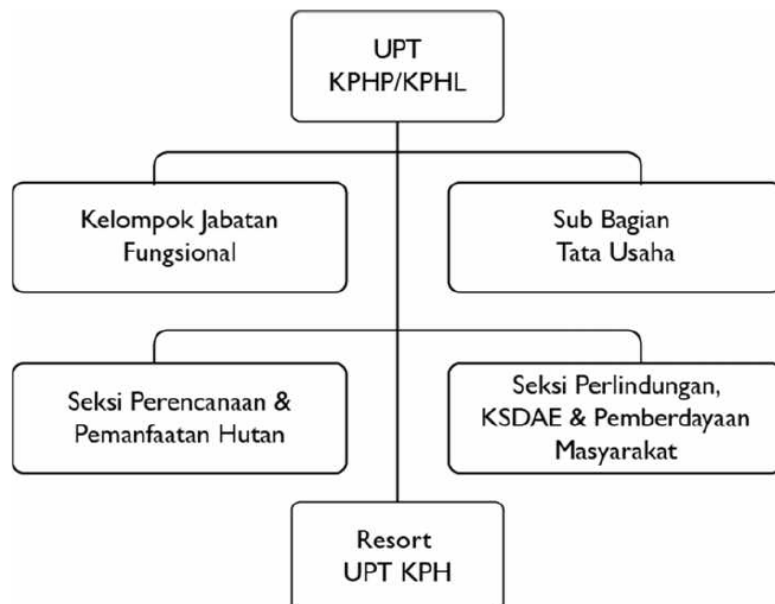 UPT
KPHP/KPHL
Kelompok Jabatan
Fungsional
Sub Bagian
Tata Usaha
Seksi Perencanaan &
Pemanfaatan Hutan
Seksi Perlindungan,
KSDAE & Pemberdayaan
Masyarakat
Resort
UPT KPH